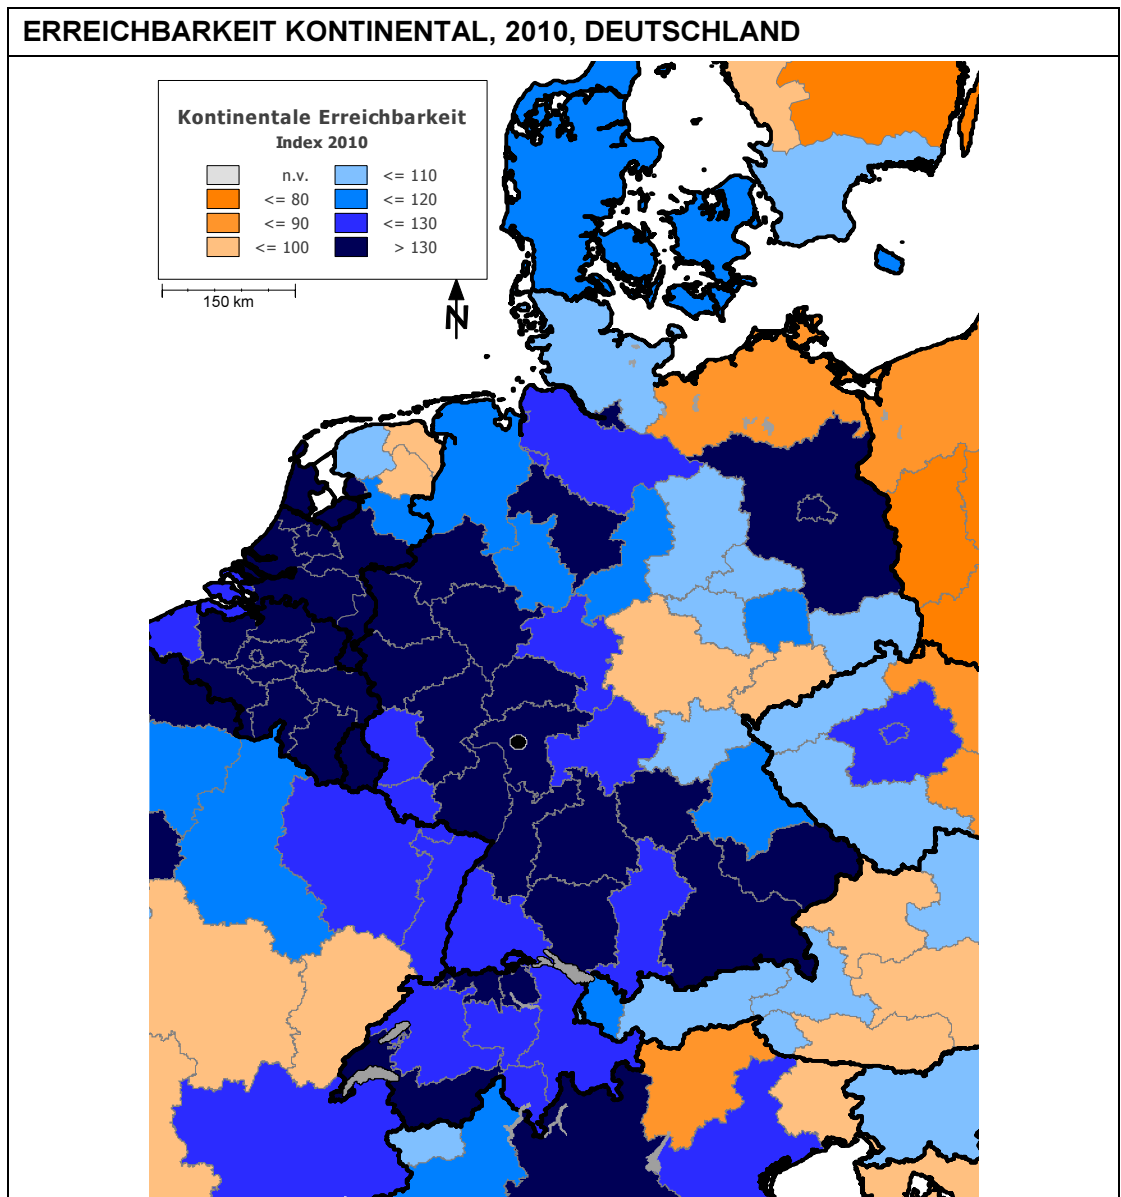 ERREICHBARKEIT KONTINENTAL, 2010, DEUTSCHLAND
Kontinentale Erreichbarkeit
Index 2010
n.v. <= 110
<= 80 <= 120
<= 90 <= 130
<= 100 > 130
150 km
N